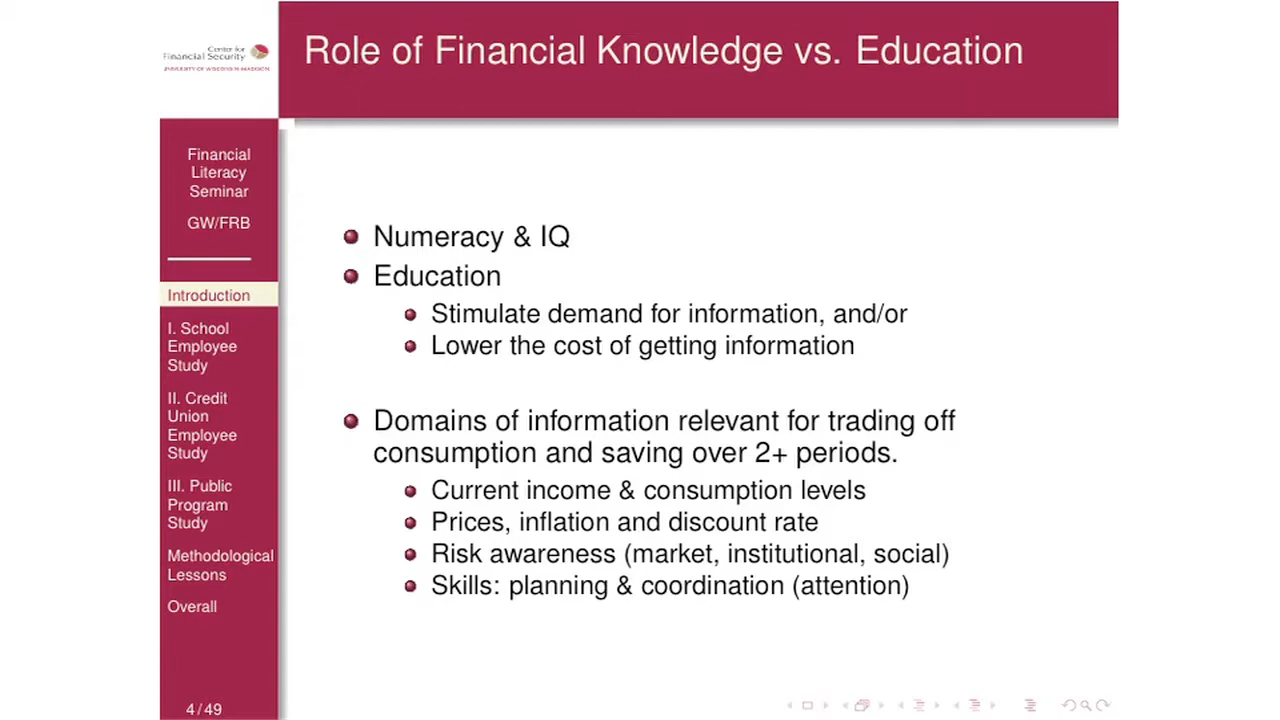 Center for
Financial Security
UNIVERSITY OF WISCONSIN-MADISON
Role of Financial Knowledge vs. Education
Financial
Literacy
Seminar
GW/FRB
Introduction
I. School
Employee
Study
II. Credit
Union
Employee
Study
III. Public
Program
Study
Methodological
Lessons
Overall
4 / 49
Numeracy & IQ
Education
Stimulate demand for information, and/or
Lower the cost of getting information
Domains of information relevant for trading off
consumption and saving over 2+ periods.
Current income & consumption levels
Prices, inflation and discount rate
Risk awareness (market, institutional, social)
Skills: planning & coordination (attention)